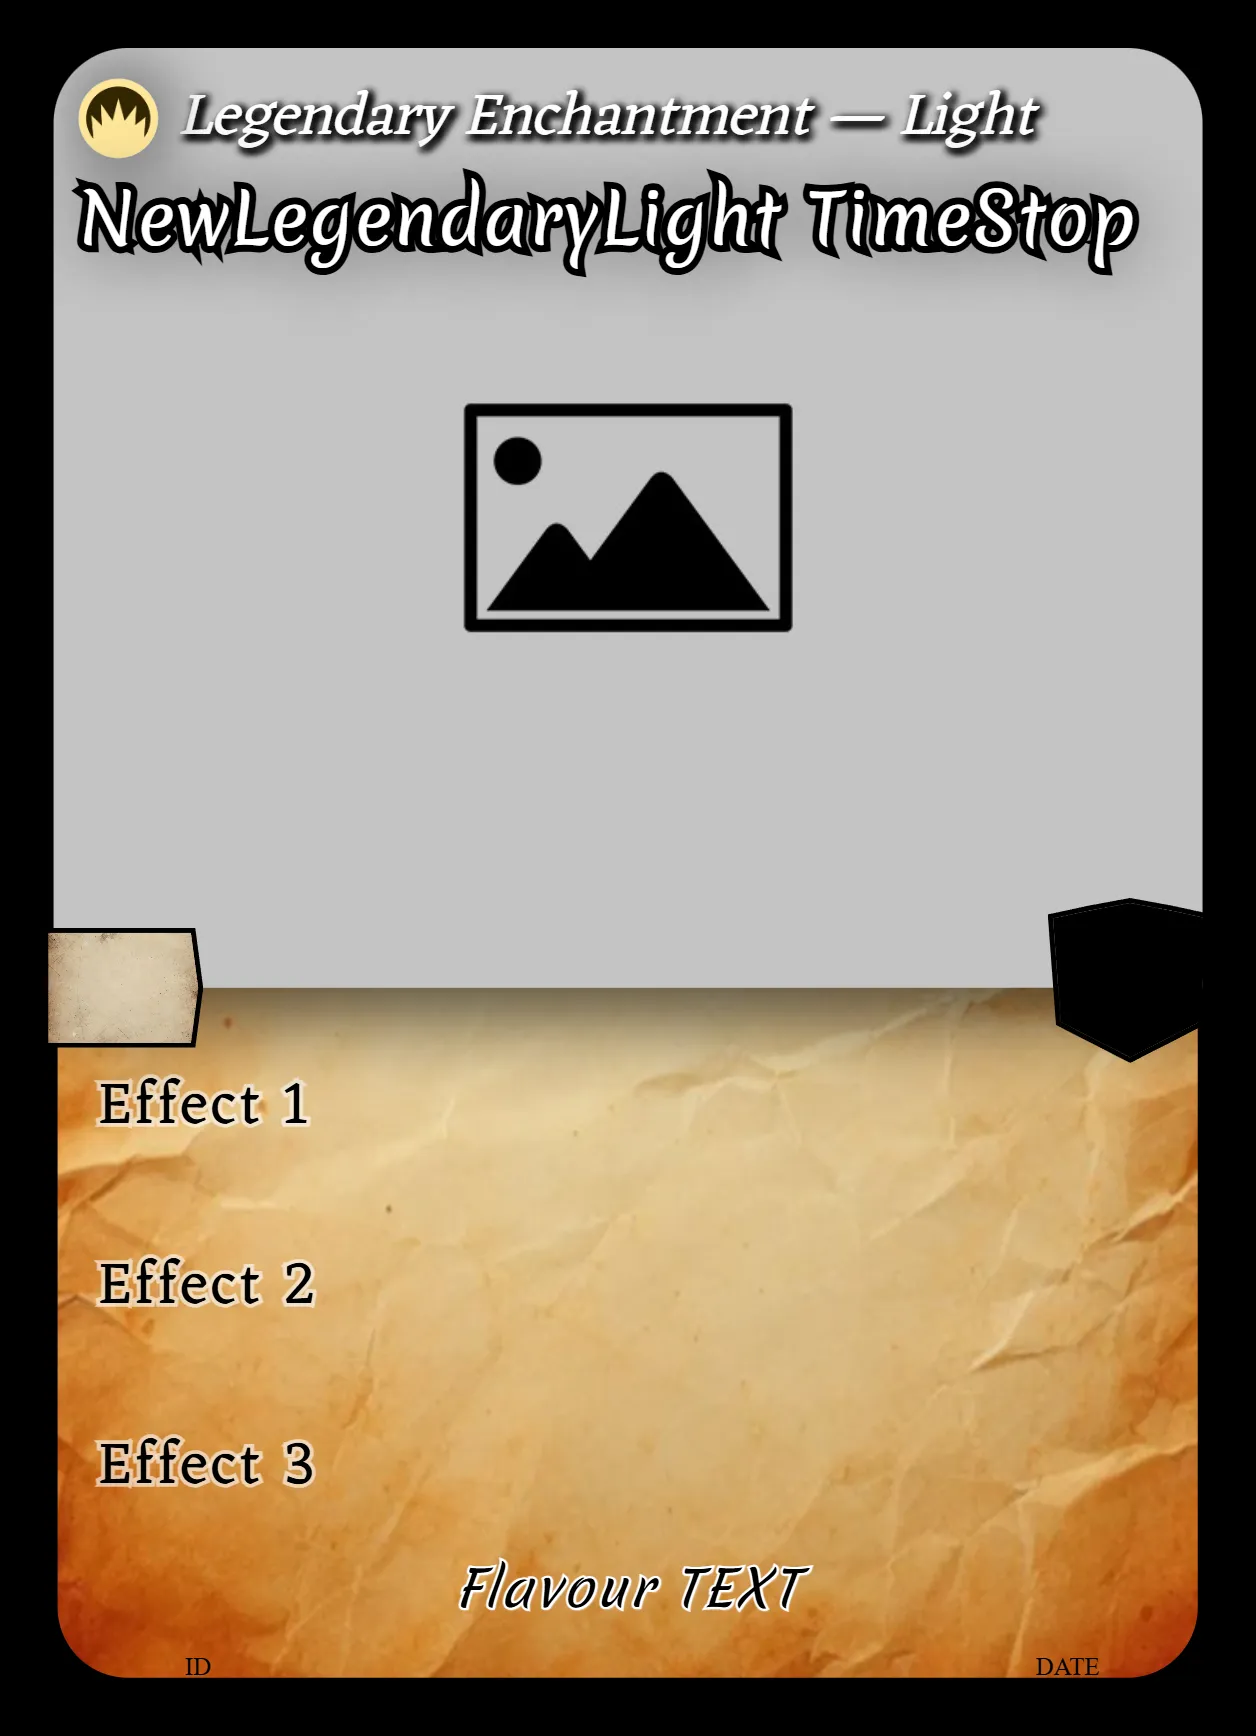 Legendary Enchantment — Light
NewLegendaryLight TimeStop
Effect 1
Effect 2
Effect 3
Flavour TEXT
ID
DATE